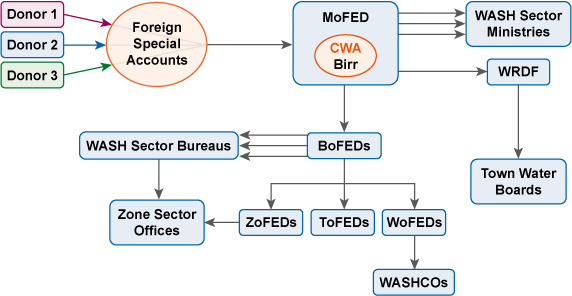 Donor 1
Donor 2
Donor 3
Foreign
Special
Accounts
MoFED
CWA
Birr
WASH Sector
Ministries
WRDF
Town Water
Boards
WASH Sector Bureaus
BoFEDs
Zone Sector
Offices
ZoFEDs
ToFEDs
WoFEDs
WASHCOs